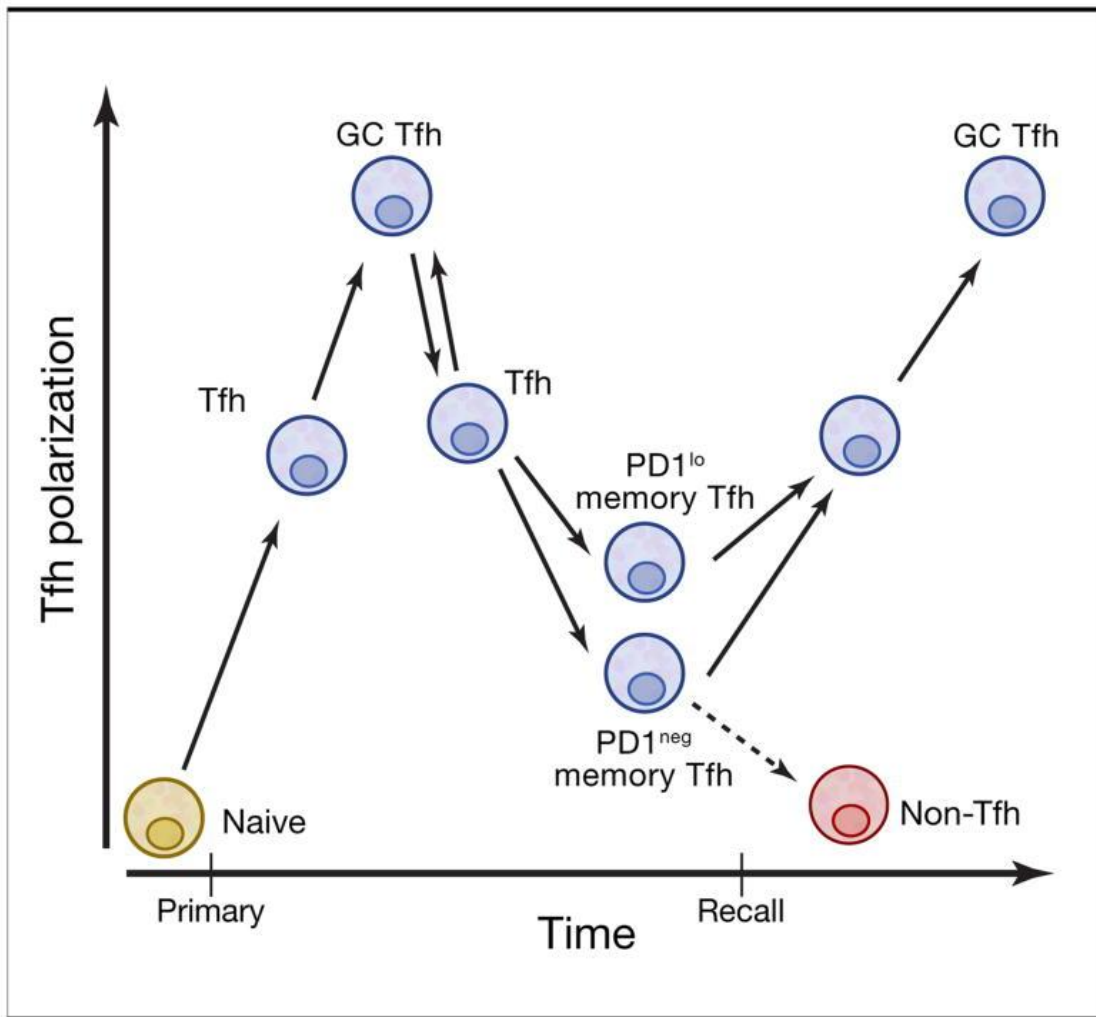 GC Tfh
GC Tfh
Tfh
Tfh
PD1ˡᵒ
memory Tfh
PD1ⁿᵉᵍ
memory Tfh
Naive
Non-Tfh
Tfh polarization
Primary
Recall
Time